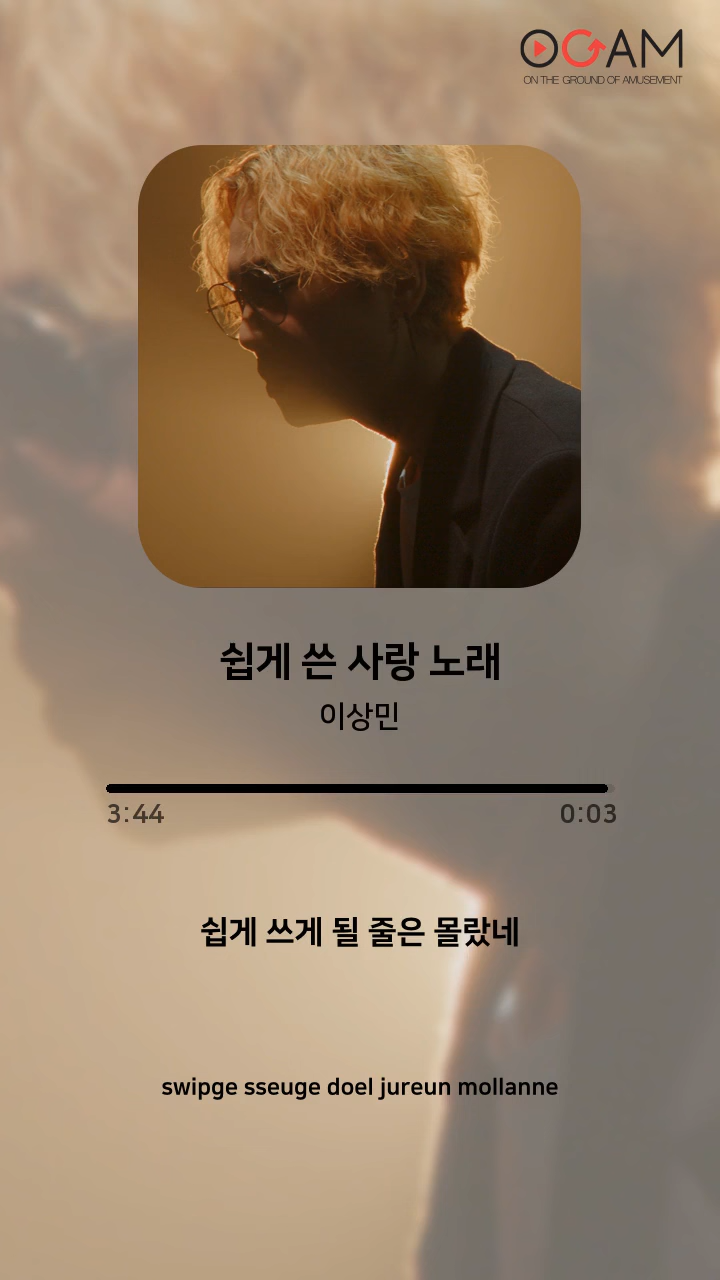 OGAM
ON THE GROUND OF AMUSEMENT
쉽게 쓴 사랑 노래
이상민
3:44 0:03
쉽게 쓰게 될 줄은 몰랐네
swipge sseuge doel jureun mollanne